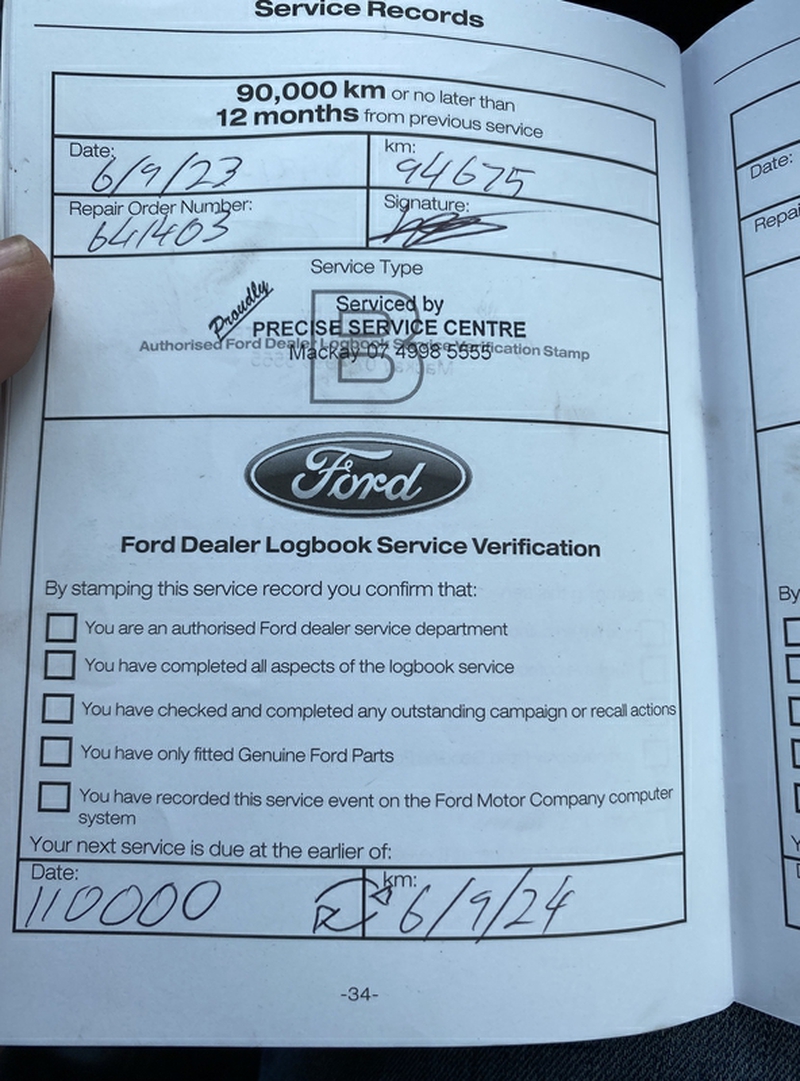 Service Records
90,000 km or no later than
12 months from previous service
Date: 6/9/23
km: 94675
Repair Order Number: 641403
Signature:
Service Type
B
Proudly
Serviced by
PRECISE SERVICE CENTRE
Authorised Ford Dealer Logbook Service Verification Stamp
Mackay 07 4998 5555
Ford
Ford Dealer Logbook Service Verification
By stamping this service record you confirm that:
You are an authorised Ford dealer service department
You have completed all aspects of the logbook service
You have checked and completed any outstanding campaign or recall actions
You have only fitted Genuine Ford Parts
You have recorded this service event on the Ford Motor Company computer
system
Your next service is due at the earlier of:
Date: 110000
km: 6/9/24
-34-
Date:
By